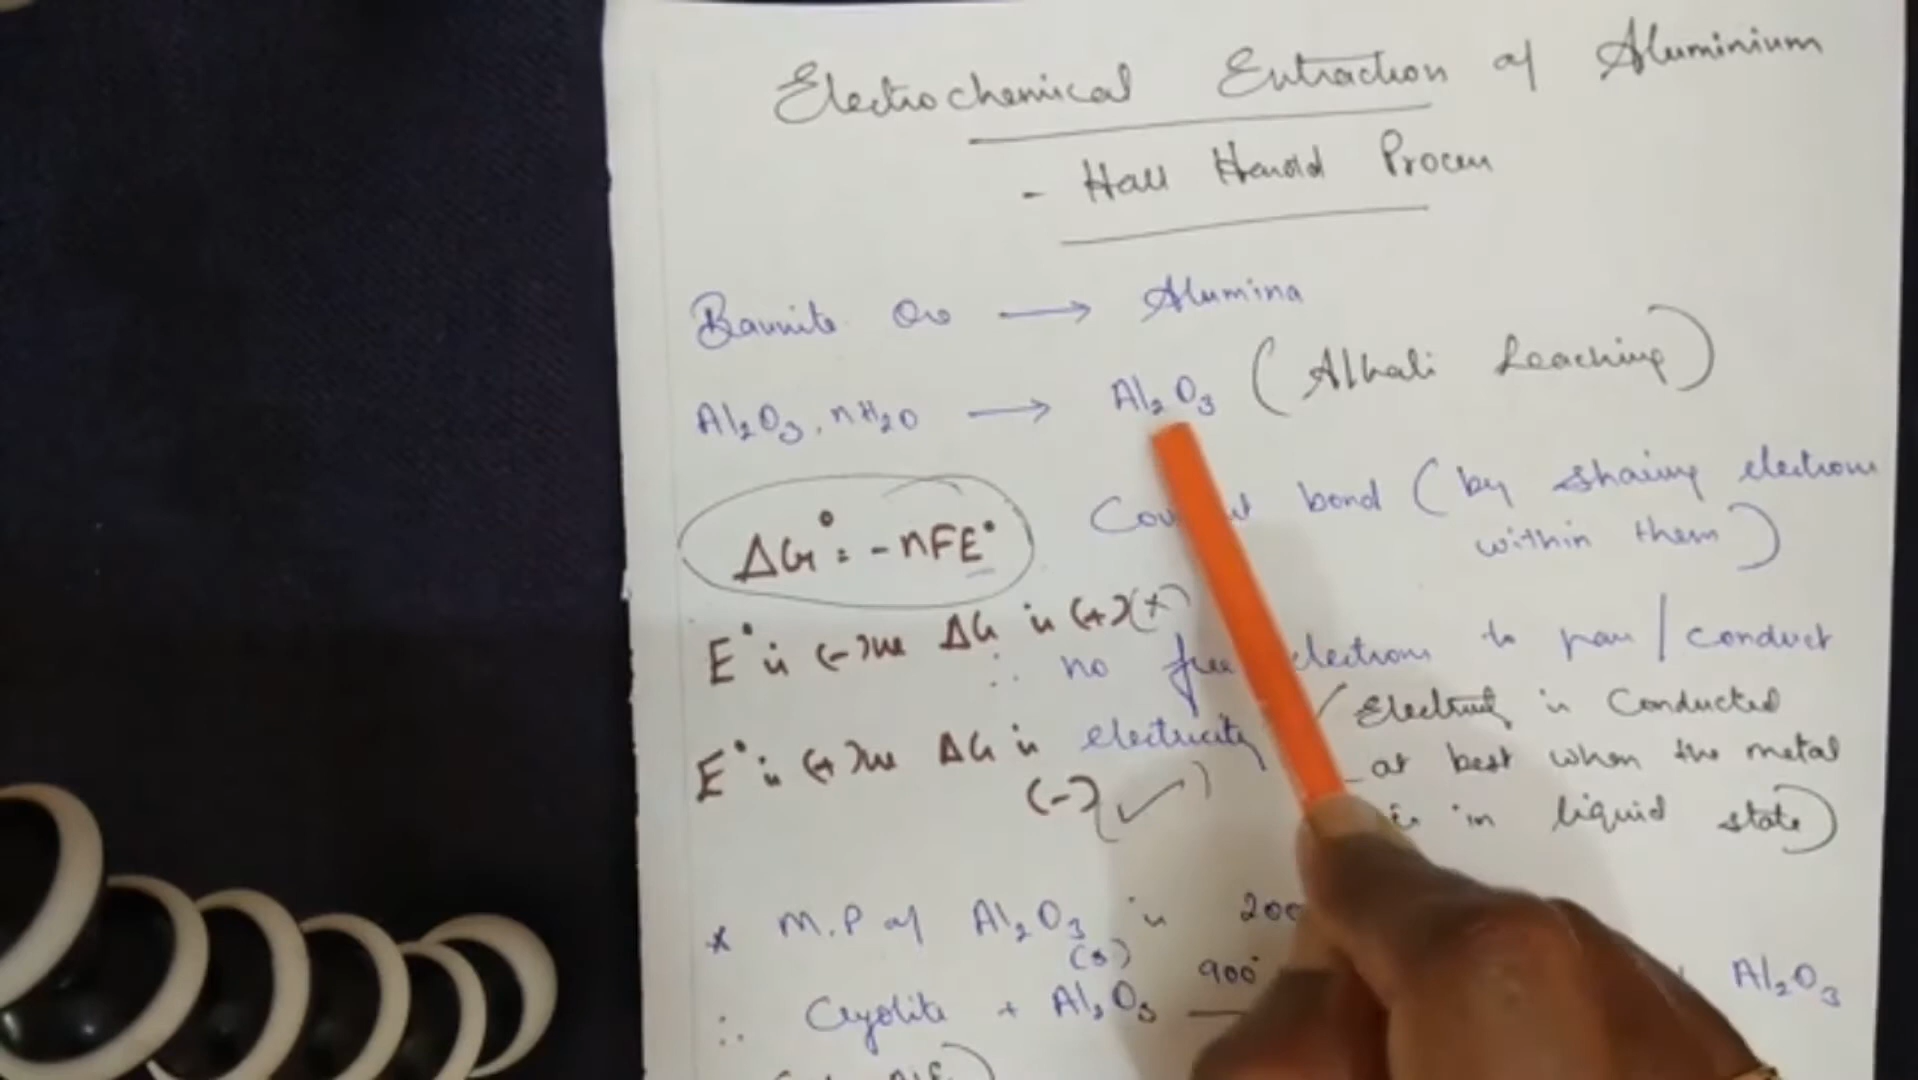 Electrochemical Extraction of Aluminium
- Hall Herold Process
Bauxite Ore → Alumina
Al₂O₃.nH₂O → Al₂O₃ (Alkali Leaching)
ΔG° = -nFE°
bond (by sharing electrons within them)
E° is (-)ve ΔG is (+)(×)
∴ no free electrons to pass / conduct
electricity (Electricity is Conducted
at best when the metal
is in liquid state)
E° is (+)ve ΔG is
(-)(✓)
* M.P of Al₂O₃ is
(s)
∴ Cryolite + Al₂O₃ 900° Al₂O₃